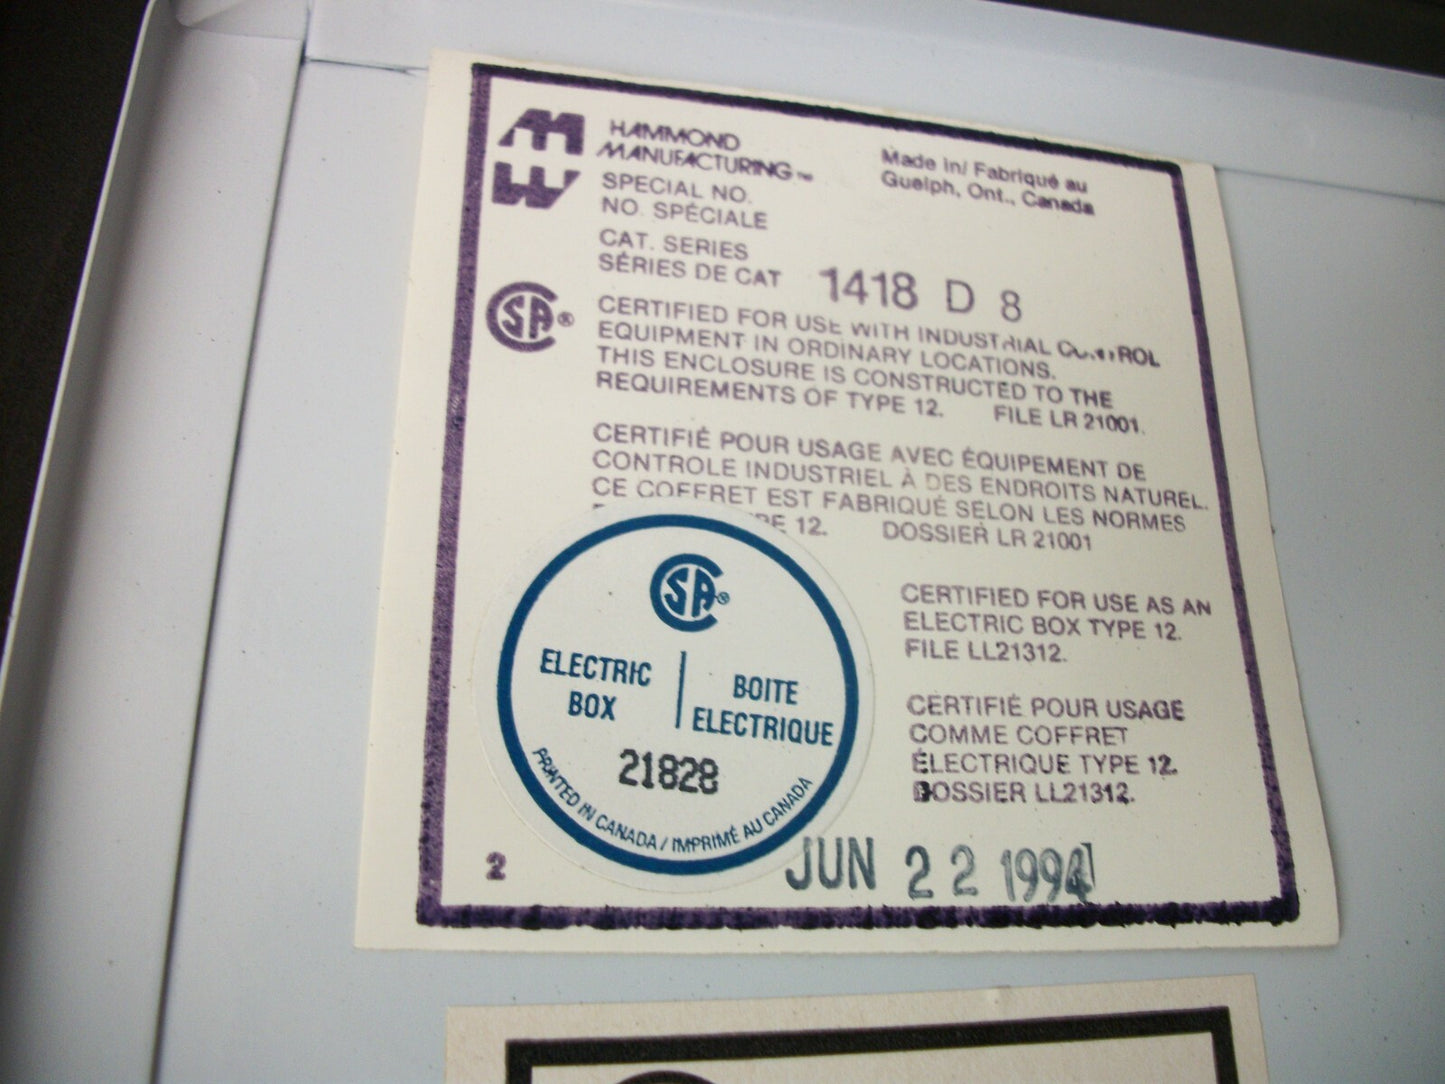 HAMMOND
MANUFACTURING™
Made in/ Fabriqué au
Guelph, Ont., Canada
SPECIAL NO.
NO. SPÉCIALE
CAT. SERIES
SÉRIES DE CAT 1418 D 8
CSA®
CERTIFIED FOR USE WITH INDUSTRIAL CONTROL
EQUIPMENT IN ORDINARY LOCATIONS.
THIS ENCLOSURE IS CONSTRUCTED TO THE
REQUIREMENTS OF TYPE 12. FILE LR 21001.
CERTIFIÉ POUR USAGE AVEC ÉQUIPEMENT DE
CONTROLE INDUSTRIEL À DES ENDROITS NATUREL.
CE COFFRET EST FABRIQUÉ SELON LES NORMES
12. DOSSIER LR 21001
CERTIFIED FOR USE AS AN
ELECTRIC BOX TYPE 12.
FILE LL21312.
CERTIFIÉ POUR USAGE
COMME COFFRET
ÉLECTRIQUE TYPE 12.
DOSSIER LL21312.
CSA®
ELECTRIC
BOX
BOITE
ELECTRIQUE
21828
PRINTED IN CANADA / IMPRIMÉ AU CANADA
2
JUN 22 1994